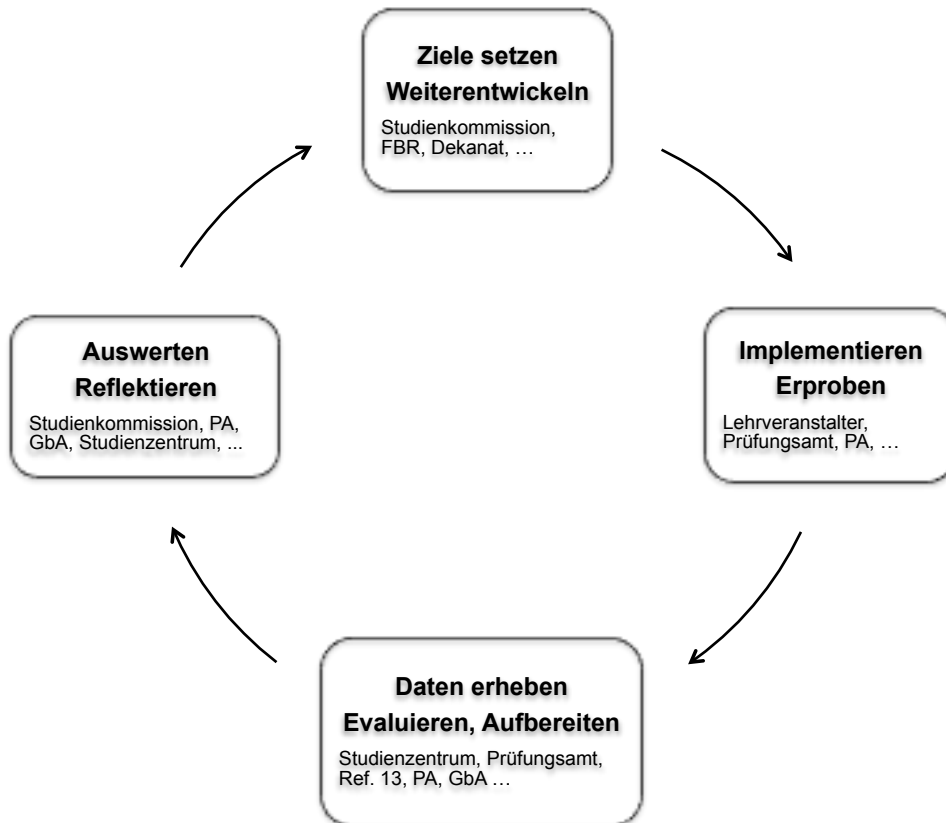 Ziele setzen
Weiterentwickeln
Studienkommission,
FBR, Dekanat, …
Implementieren
Erproben
Lehrveranstalter,
Prüfungsamt, PA, …
Daten erheben
Evaluieren, Aufbereiten
Studienzentrum, Prüfungsamt,
Ref. 13, PA, GbA …
Auswerten
Reflektieren
Studienkommission, PA,
GbA, Studienzentrum, ...